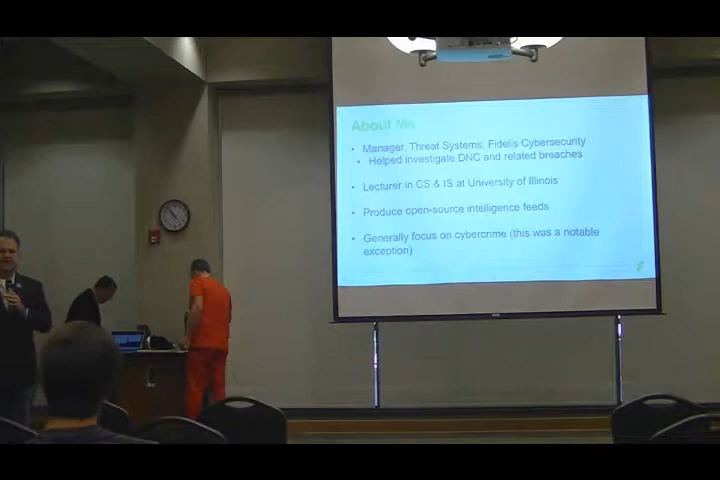 About Me
• Manager, Threat Systems, Fidelis Cybersecurity
• Helped investigate DNC and related breaches
• Lecturer in CS & IS at University of Illinois
• Produce open-source intelligence feeds
• Generally focus on cybercrime (this was a notable
exception)